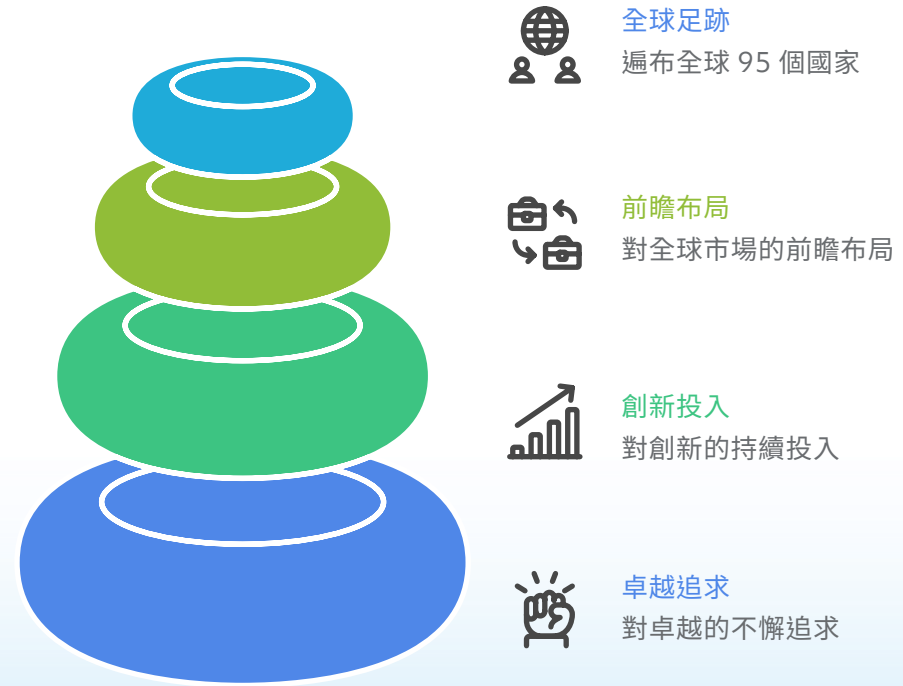 全球足跡
遍布全球 95 個國家
前瞻布局
對全球市場的前瞻布局
創新投入
對創新的持續投入
卓越追求
對卓越的不懈追求